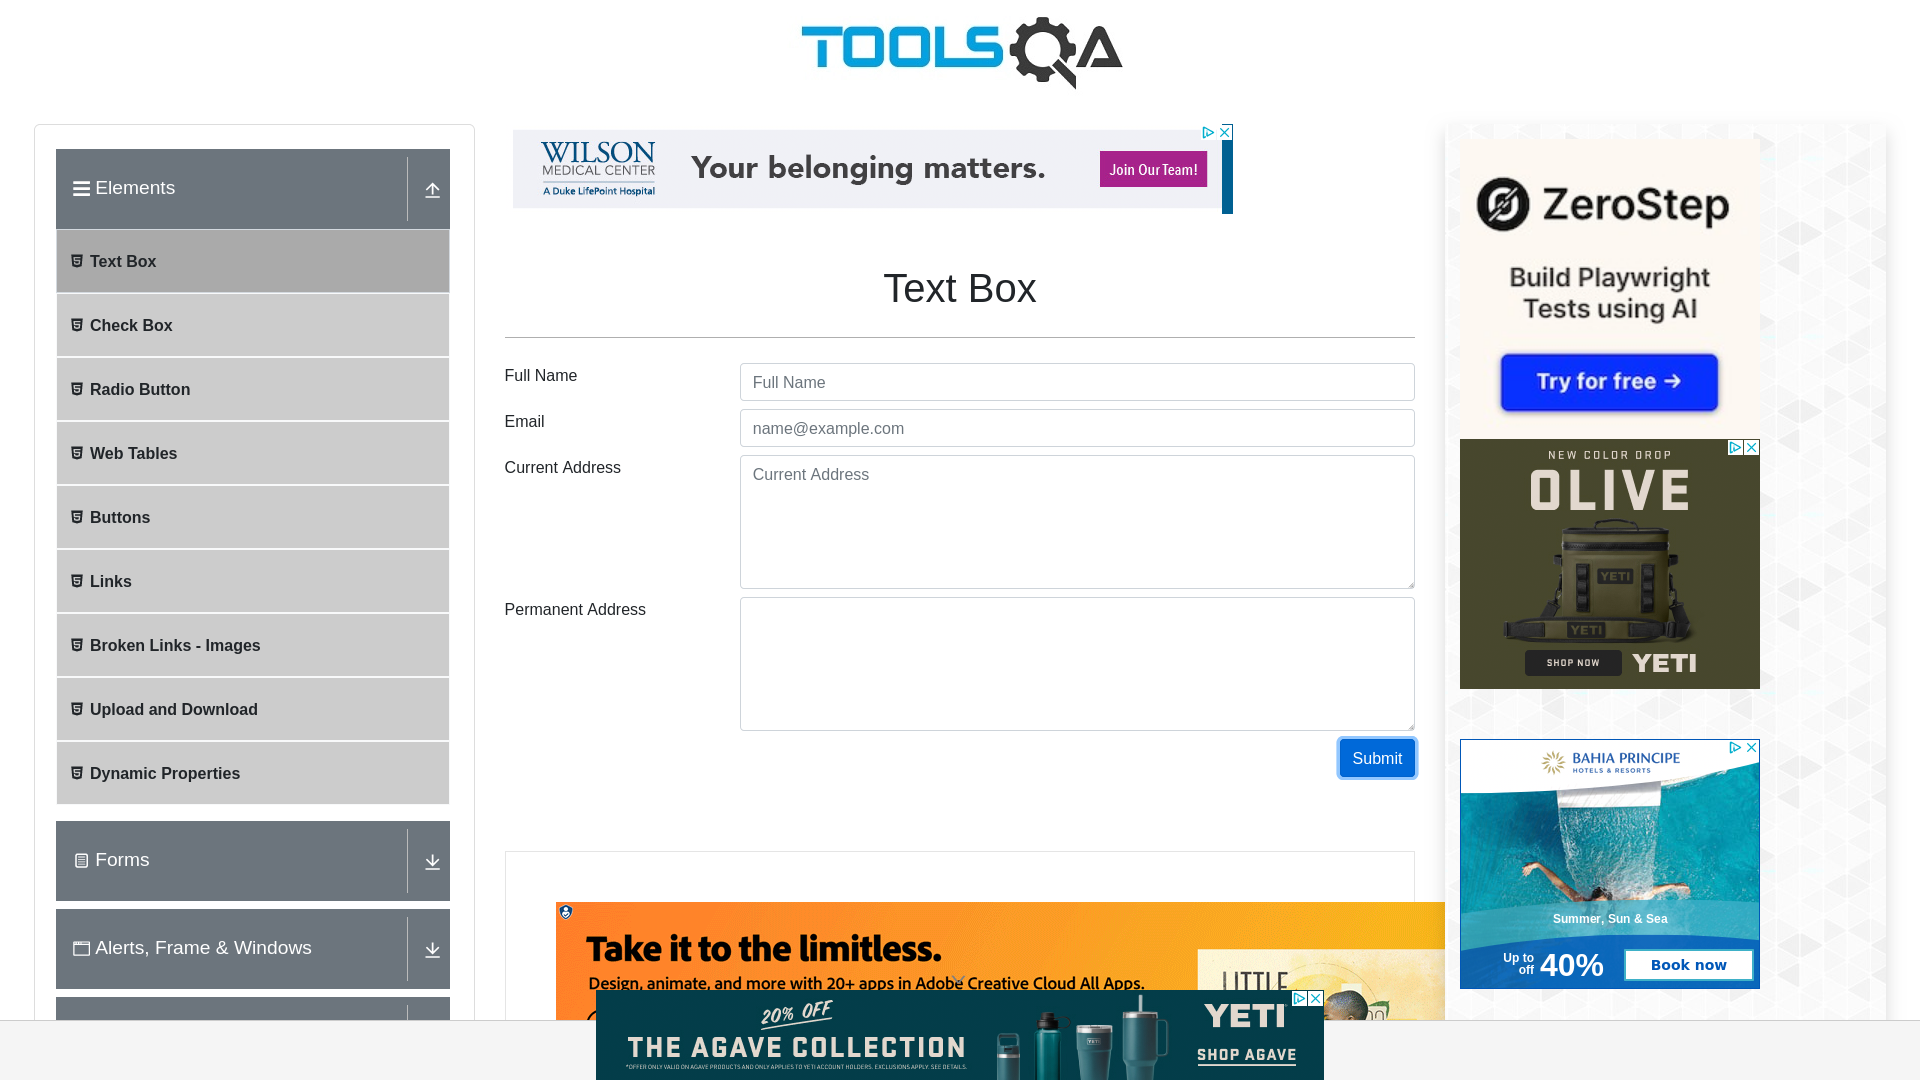 TOOLSQA
Elements
Text Box
Check Box
Radio Button
Web Tables
Buttons
Links
Broken Links - Images
Upload and Download
Dynamic Properties
Forms
Alerts, Frame & Windows
WILSON
MEDICAL CENTER
A Duke LifePoint Hospital
Your belonging matters.
Join Our Team!
Text Box
Full Name
Full Name
Email
name@example.com
Current Address
Current Address
Permanent Address
Submit
Take it to the limitless.
Design, animate, and more with 20+ apps in Adobe Creative Cloud All Apps.
LITTLE
20% OFF
THE AGAVE COLLECTION
*OFFER ONLY VALID ON AGAVE PRODUCTS AND ONLY APPLIES TO YETI ACCOUNT HOLDERS. EXCLUSIONS APPLY. SEE DETAILS.
YETI
YETI
SHOP AGAVE
ZeroStep
Build Playwright
Tests using AI
Try for free →
NEW COLOR DROP
OLIVE
YETI
YETI
SHOP NOW
YETI
BAHIA PRINCIPE
HOTELS & RESORTS
Summer, Sun & Sea
Up to
off
40%
Book now